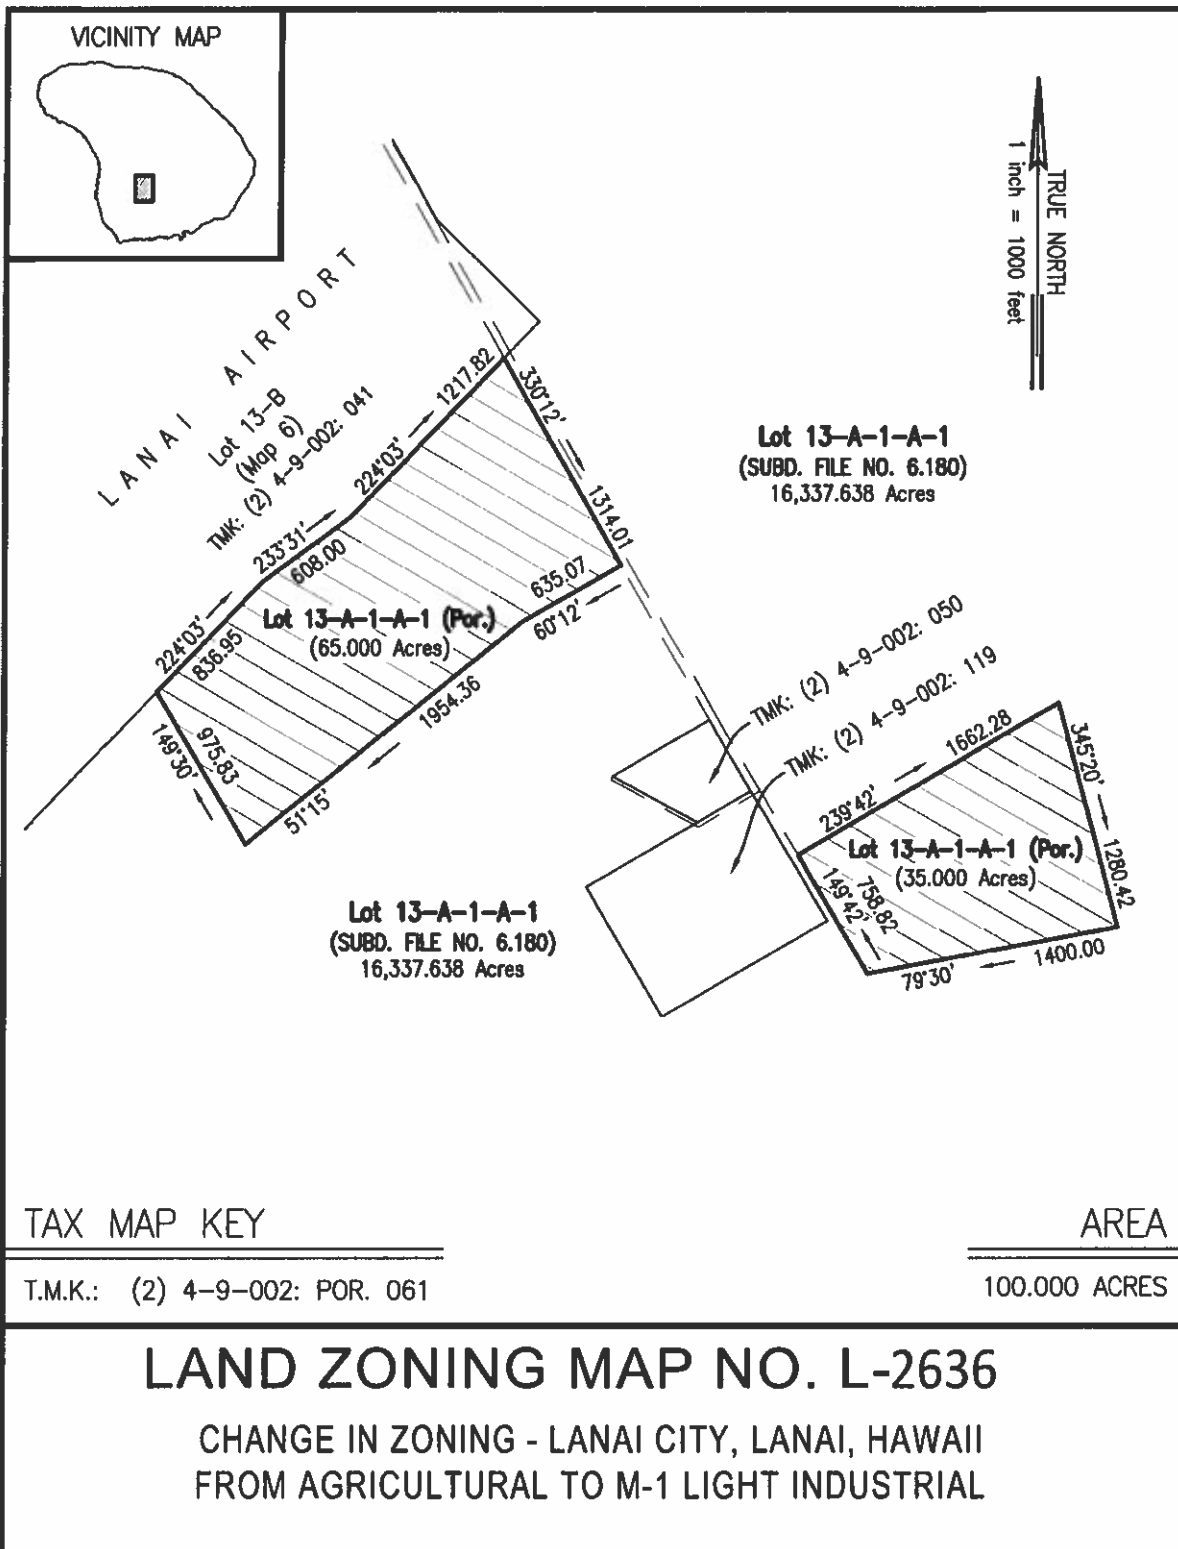 VICINITY MAP
TRUE NORTH
1 inch = 1000 feet
LANAI AIRPORT
Lot 13-B
(Map 6)
TMK: (2) 4-9-002: 041
1217.82
224°03'
233°31'
608.00
224°03'
836.95
330°12'
1314.01
635.07
60°12'
Lot 13-A-1-A-1 (Por.)
(65.000 Acres)
1954.36
51°15'
975.83
149°30'
Lot 13-A-1-A-1
(SUBD. FILE NO. 6.180)
16,337.638 Acres
TMK: (2) 4-9-002: 050
TMK: (2) 4-9-002: 119
1662.28
239°42'
345°20'
1280.42
Lot 13-A-1-A-1 (Por.)
(35.000 Acres)
758.82
149°42'
79°30'
1400.00
Lot 13-A-1-A-1
(SUBD. FILE NO. 6.180)
16,337.638 Acres
TAX MAP KEY
AREA
T.M.K.: (2) 4-9-002: POR. 061
100.000 ACRES
LAND ZONING MAP NO. L-2636
CHANGE IN ZONING - LANAI CITY, LANAI, HAWAII
FROM AGRICULTURAL TO M-1 LIGHT INDUSTRIAL